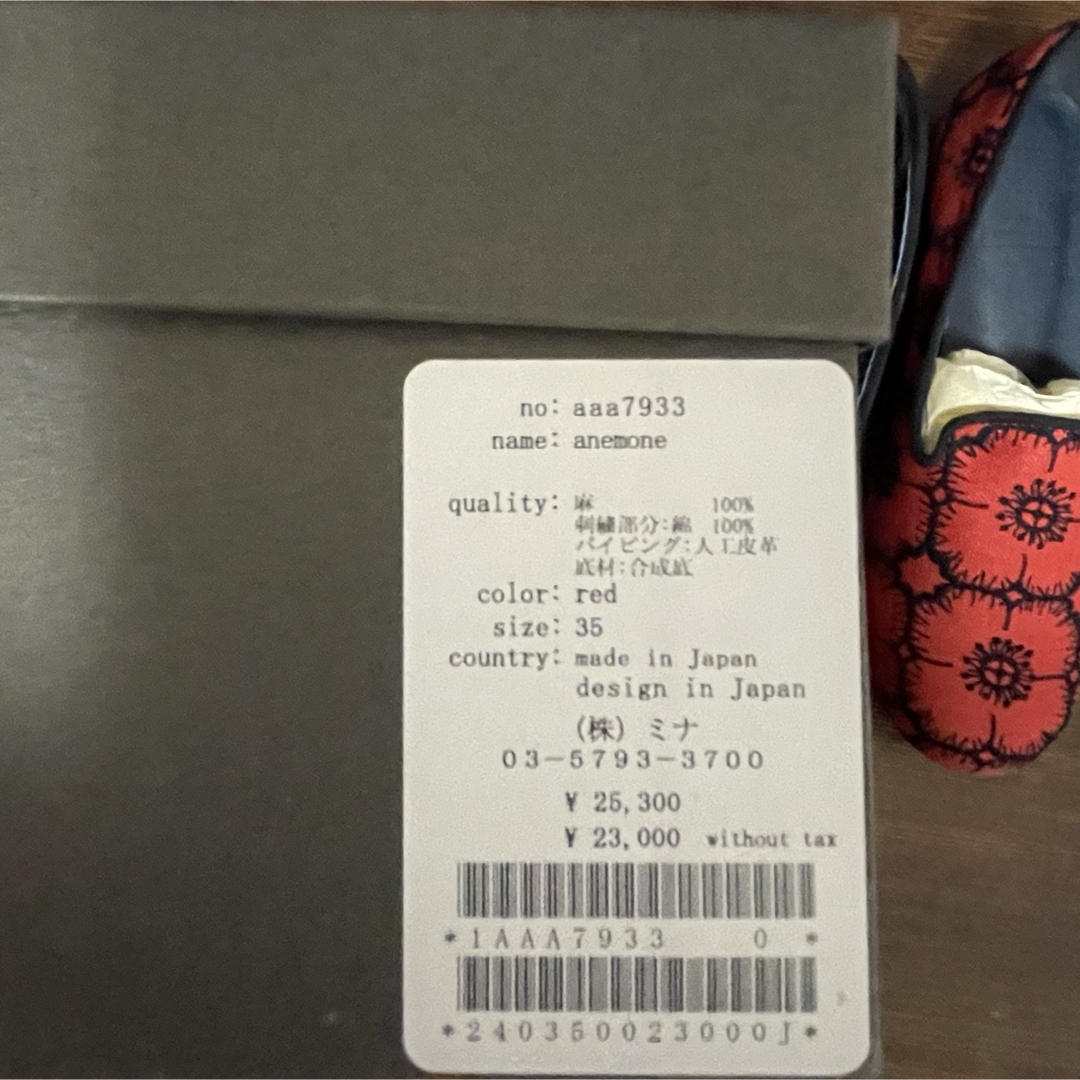 no: aaa7933
name: anemone
quality: 麻 100%
刺繍部分:綿 100%
パイピング:人工皮革
底材:合成底
color: red
size: 35
country: made in Japan
design in Japan
(株) ミナ
03-5793-3700
¥ 25,300
¥ 23,000 without tax
*1AAA7933 0 *
*240350023000J*